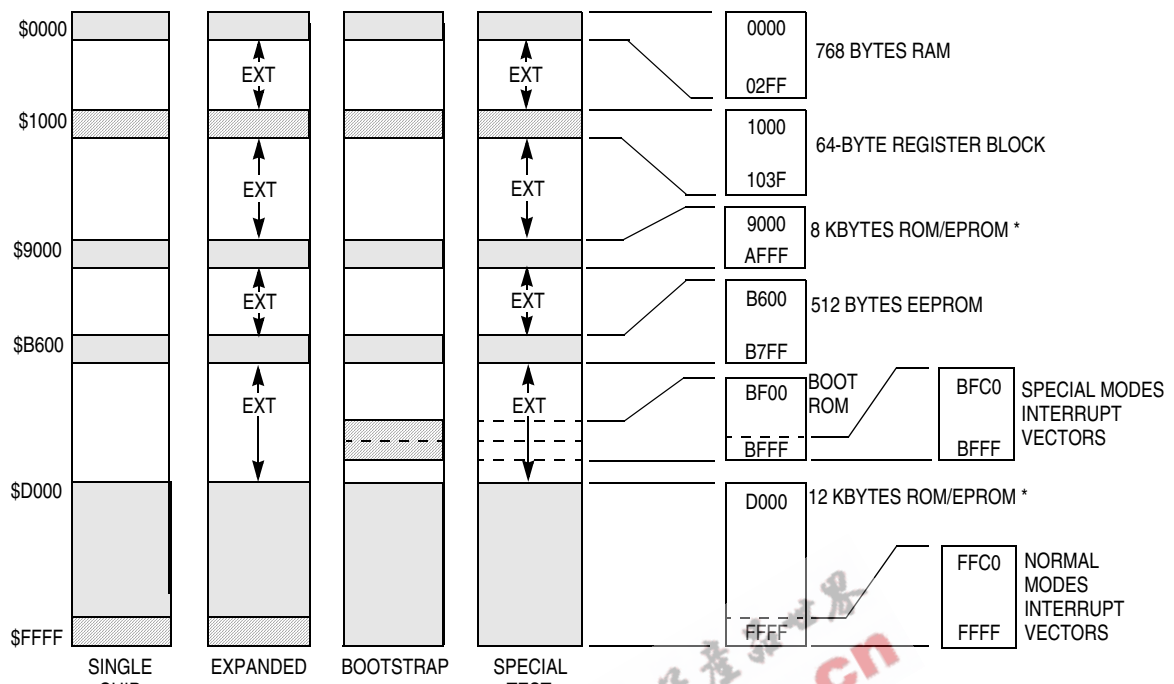 $0000
$1000
$9000
$B600
$D000
$FFFF
EXT
EXT
EXT
EXT
EXT
EXT
EXT
EXT
0000
02FF
768 BYTES RAM
1000
103F
64-BYTE REGISTER BLOCK
9000
AFFF
8 KBYTES ROM/EPROM *
B600
B7FF
512 BYTES EEPROM
BF00
BFFF
BOOT
ROM
BFC0
BFFF
SPECIAL MODES
INTERRUPT
VECTORS
D000
FFFF
12 KBYTES ROM/EPROM *
FFC0
FFFF
NORMAL
MODES
INTERRUPT
VECTORS
SINGLE
EXPANDED
BOOTSTRAP
SPECIAL
cn